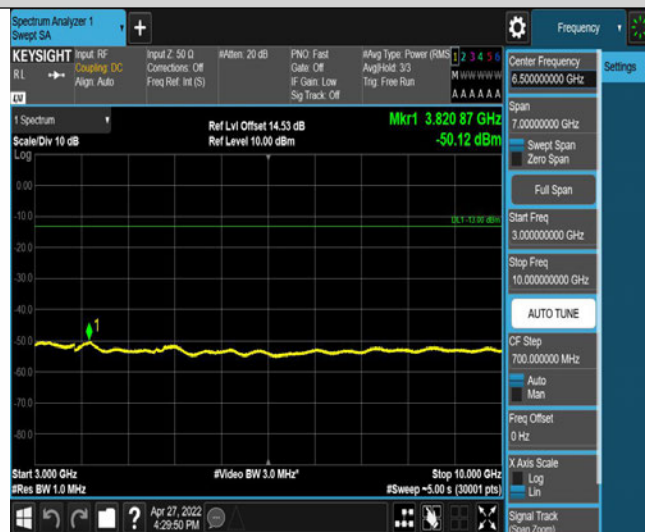 Spectrum Analyzer 1
Swept SA
Frequency
KEYSIGHT
RL
Input: RF
Coupling: DC
Align: Auto
Input Z: 50 Ω
Corrections: Off
Freq Ref: Int (S)
#Atten: 20 dB
PNO: Fast
Gate: Off
IF Gain: Low
Sig Track: Off
#Avg Type: Power (RMS
Avg|Hold: 3/3
Trig: Free Run
1 2 3 4 5 6
M W W W W W
A A A A A A
LXI
1 Spectrum
Scale/Div 10 dB
Log
Ref Lvl Offset 14.53 dB
Ref Level 10.00 dBm
Mkr1 3.820 87 GHz
-50.12 dBm
0.00
-10.0
DL1 -13.00 dBm
-20.0
-30.0
-40.0
1
-50.0
-60.0
-70.0
-80.0
Start 3.000 GHz
#Res BW 1.0 MHz
#Video BW 3.0 MHz*
Stop 10.000 GHz
#Sweep ~5.00 s (30001 pts)
?
Apr 27, 2022
4:29:50 PM
Center Frequency
6.500000000 GHz
Settings
Span
7.00000000 GHz
Swept Span
Zero Span
Full Span
Start Freq
3.000000000 GHz
Stop Freq
10.000000000 GHz
AUTO TUNE
CF Step
700.000000 MHz
Auto
Man
Freq Offset
0 Hz
X Axis Scale
Log
Lin
Signal Track
(Span Zoom)